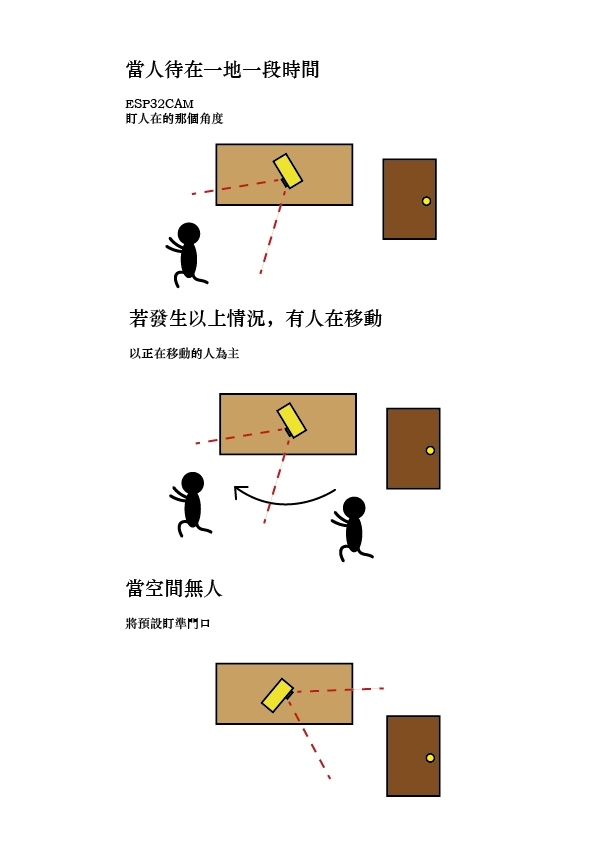 當人待在一地一段時間
ESP32CAM
盯人在的那個角度
若發生以上情況，有人在移動
以正在移動的人為主
當空間無人
將預設盯準門口